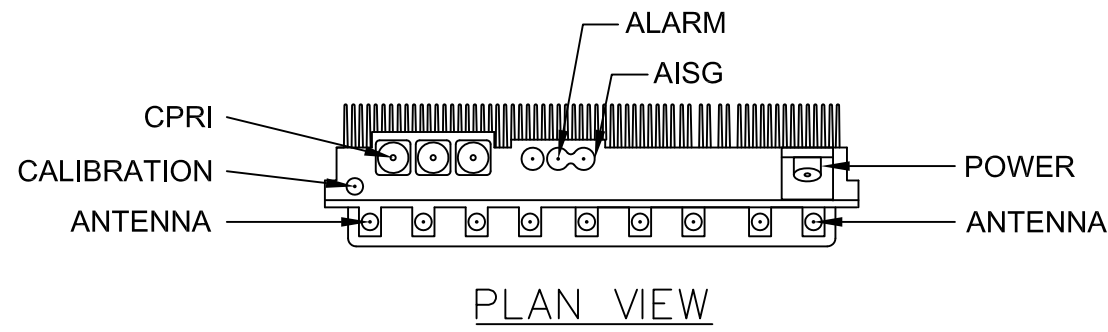 ALARM
AISG
CPRI
CALIBRATION
POWER
ANTENNA
ANTENNA
PLAN VIEW